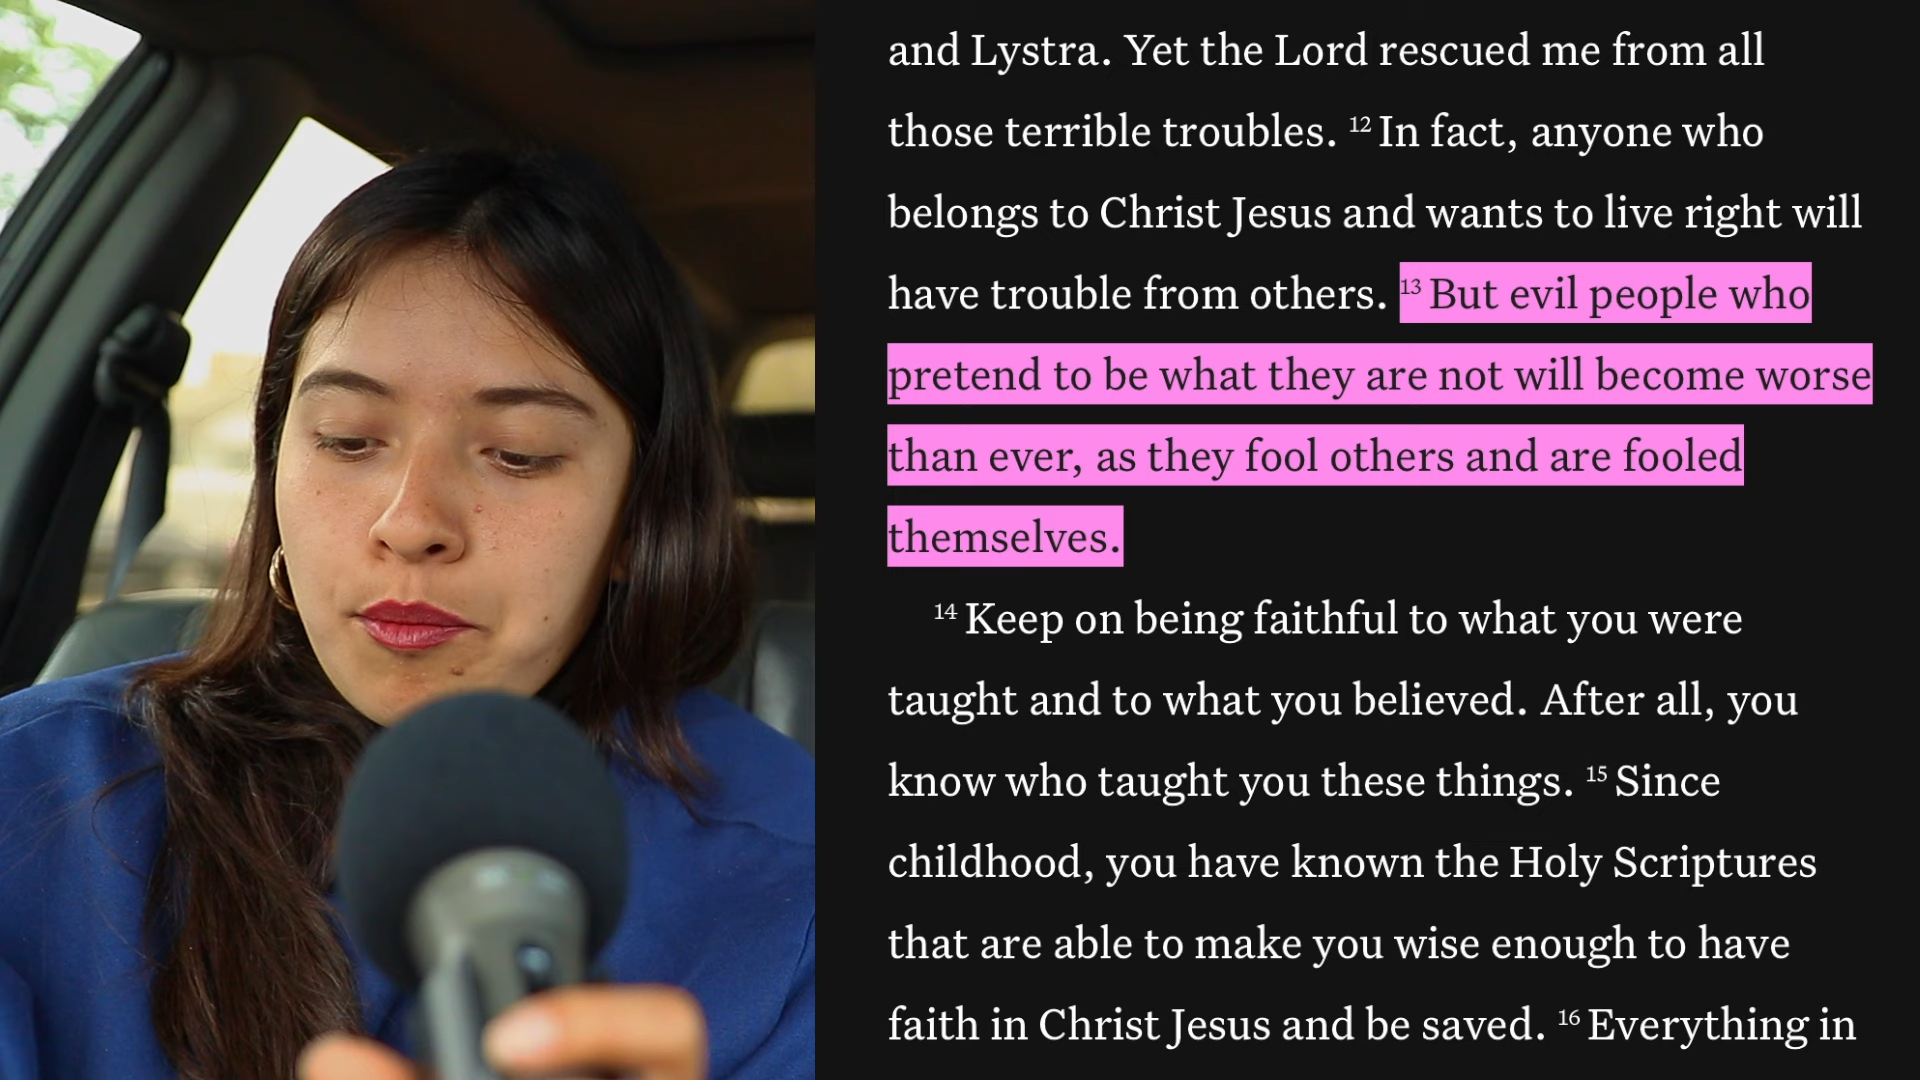 and Lystra. Yet the Lord rescued me from all
those terrible troubles. 12 In fact, anyone who
belongs to Christ Jesus and wants to live right will
have trouble from others. 13 But evil people who
pretend to be what they are not will become worse
than ever, as they fool others and are fooled
themselves.
14 Keep on being faithful to what you were
taught and to what you believed. After all, you
know who taught you these things. 15 Since
childhood, you have known the Holy Scriptures
that are able to make you wise enough to have
faith in Christ Jesus and be saved. 16 Everything in